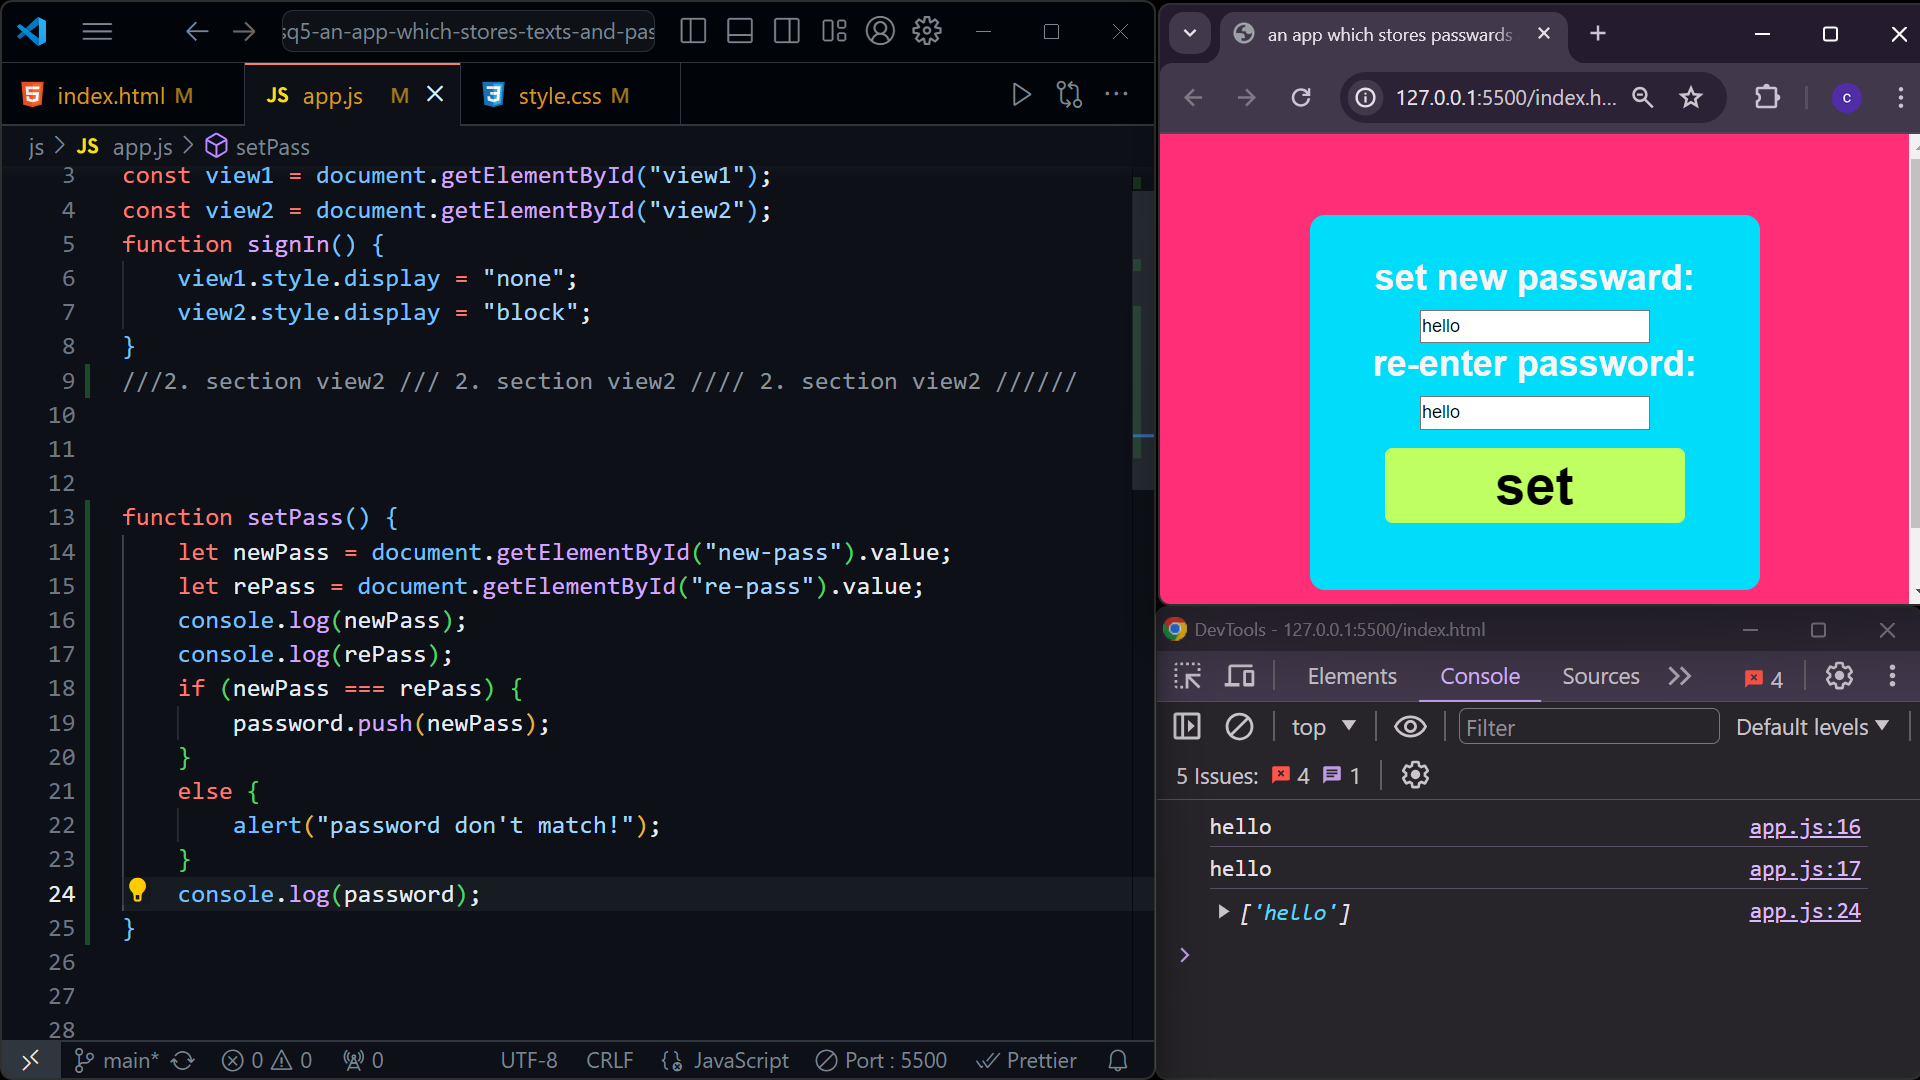 sq5-an-app-which-stores-texts-and-pas
index.html M
JS app.js M
style.css M
js > JS app.js > setPass
3 const view1 = document.getElementById("view1");
4 const view2 = document.getElementById("view2");
5 function signIn() {
6 view1.style.display = "none";
7 view2.style.display = "block";
8 }
9 ///2. section view2 /// 2. section view2 //// 2. section view2 //////
10
11
12
13 function setPass() {
14 let newPass = document.getElementById("new-pass").value;
15 let rePass = document.getElementById("re-pass").value;
16 console.log(newPass);
17 console.log(rePass);
18 if (newPass === rePass) {
19 password.push(newPass);
20 }
21 else {
22 alert("password don't match!");
23 }
24 console.log(password);
25 }
26
27
28
main* 0 0 0 UTF-8 CRLF JavaScript Port : 5500 Prettier
an app which stores passwards
127.0.0.1:5500/index.h...
c
set new passward:
hello
re-enter password:
hello
set
DevTools - 127.0.0.1:5500/index.html
Elements Console Sources 4
top Filter Default levels
5 Issues: 4 1
hello app.js:16
hello app.js:17
['hello'] app.js:24